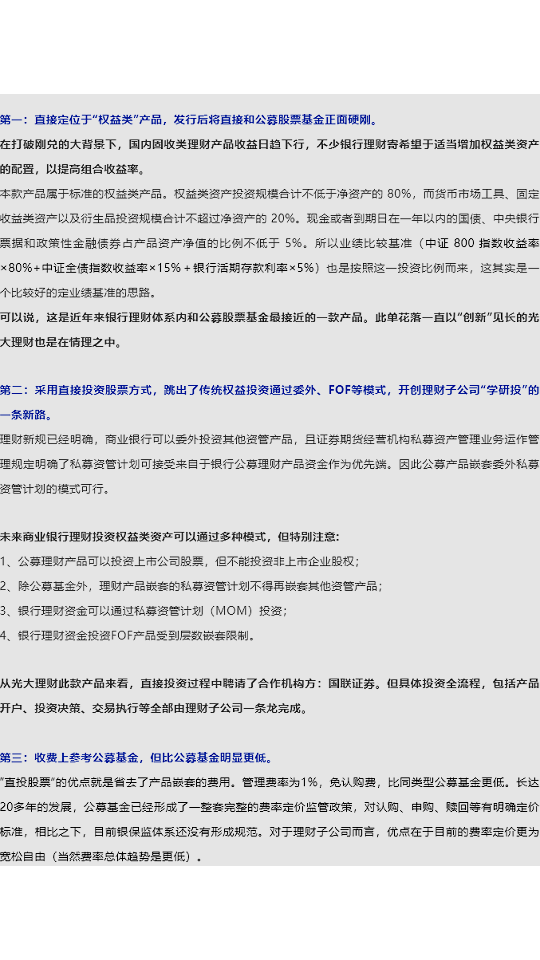 第一：直接定位于“权益类”产品，发行后将直接和公募股票基金正面硬刚。
在打破刚兑的大背景下，国内固收类理财产品收益日趋下行，不少银行理财寄希望于适当增加权益类资产
的配置，以提高组合收益率。
本款产品属于标准的权益类产品。权益类资产投资规模合计不低于净资产的 80%，而货币市场工具、固定
收益类资产以及衍生品投资规模合计不超过净资产的 20%。现金或者到期日在一年以内的国债、中央银行
票据和政策性金融债券占产品资产净值的比例不低于 5%。所以业绩比较基准（中证 800 指数收益率
×80%+中证全债指数收益率×15% + 银行活期存款利率×5%）也是按照这一投资比例而来，这其实是一
个比较好的定业绩基准的思路。
可以说，这是近年来银行理财体系内和公募股票基金最接近的一款产品。此单花落一直以“创新”见长的光
大理财也是在情理之中。
第二：采用直接投资股票方式，跳出了传统权益投资通过委外、FOF等模式，开创理财子公司“学研投”的
一条新路。
理财新规已经明确，商业银行可以委外投资其他资管产品，且证券期货经营机构私募资产管理业务运作管
理规定明确了私募资管计划可接受来自于银行公募理财产品资金作为优先端。因此公募产品嵌套委外私募
资管计划的模式可行。
未来商业银行理财投资权益类资产可以通过多种模式，但特别注意:
1、公募理财产品可以投资上市公司股票，但不能投资非上市企业股权；
2、除公募基金外，理财产品嵌套的私募资管计划不得再嵌套其他资管产品；
3、银行理财资金可以通过私募资管计划（MOM）投资；
4、银行理财资金投资FOF产品受到层数嵌套限制。
从光大理财此款产品来看，直接投资过程中聘请了合作机构方：国联证券。但具体投资全流程，包括产品
开户、投资决策、交易执行等全部由理财子公司一条龙完成。
第三：收费上参考公募基金，但比公募基金明显更低。
“直投股票”的优点就是省去了产品嵌套的费用。管理费率为1%，免认购费，比同类型公募基金更低。长达
20多年的发展，公募基金已经形成了一整套完整的费率定价监管政策，对认购、申购、赎回等有明确定价
标准，相比之下，目前银保监体系还没有形成规范。对于理财子公司而言，优点在于目前的费率定价更为
宽松自由（当然费率总体趋势是更低）。